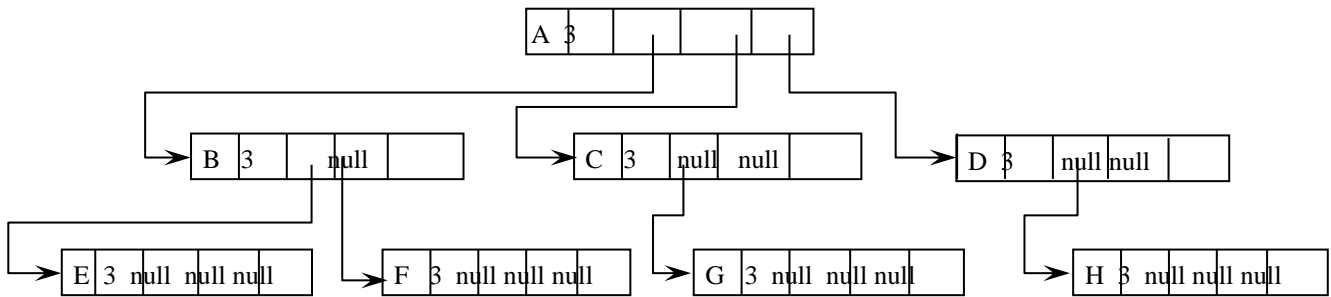 A 3
B 3 null
C 3 null null
D 3 null null
E 3 null null null
F 3 null null null
G 3 null null null
H 3 null null null